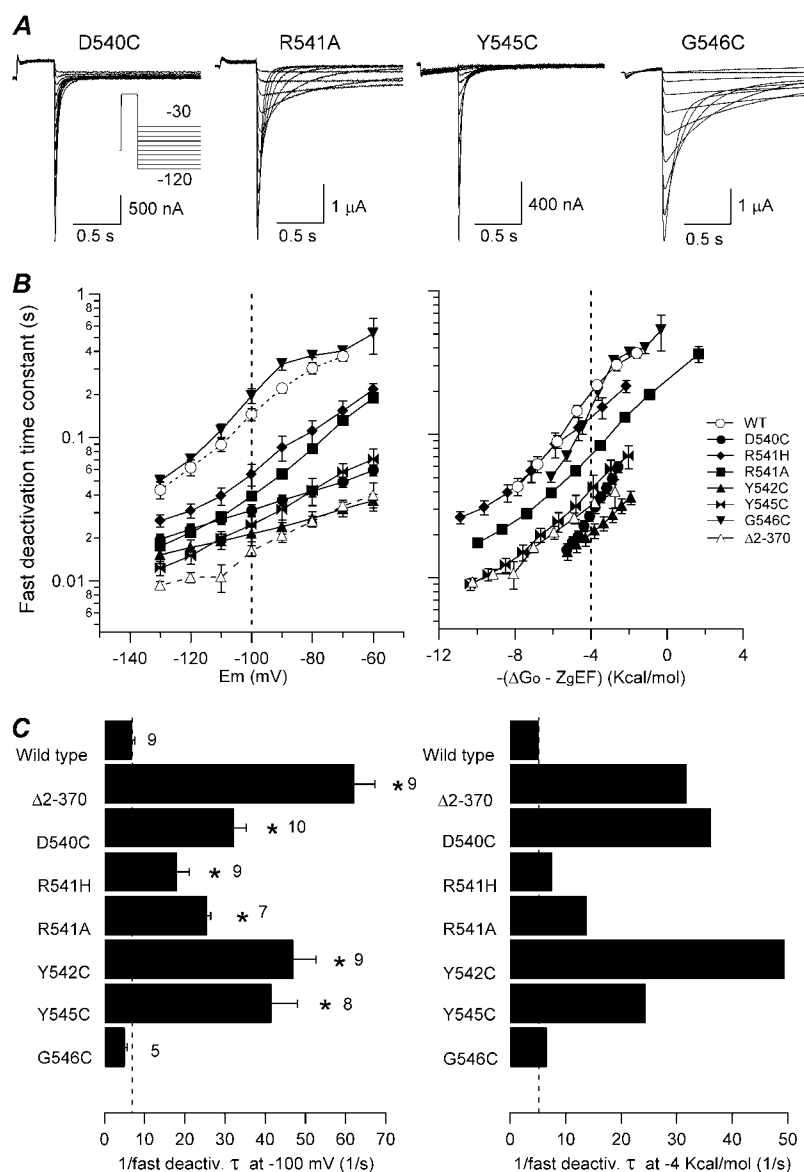 A
D540C
R541A
Y545C
G546C
-30
-120
500 nA
0.5 s
1 μA
0.5 s
400 nA
0.5 s
1 μA
0.5 s
B
Fast deactivation time constant (s)
1
8
6
4
2
0.1
8
6
4
2
0.01
8
6
-140
-120
-100
-80
-60
Em (mV)
-12
-8
-4
0
4
-(ΔGo - ZgEF) (Kcal/mol)
WT
D540C
R541H
R541A
Y542C
Y545C
G546C
Δ2-370
C
Wild type
9
Δ2-370
* 9
D540C
* 10
R541H
* 9
R541A
* 7
Y542C
* 9
Y545C
* 8
G546C
5
0
10
20
30
40
50
60
70
1/fast deactiv. τ at -100 mV (1/s)
Wild type
Δ2-370
D540C
R541H
R541A
Y542C
Y545C
G546C
0
10
20
30
40
50
1/fast deactiv. τ at -4 Kcal/mol (1/s)